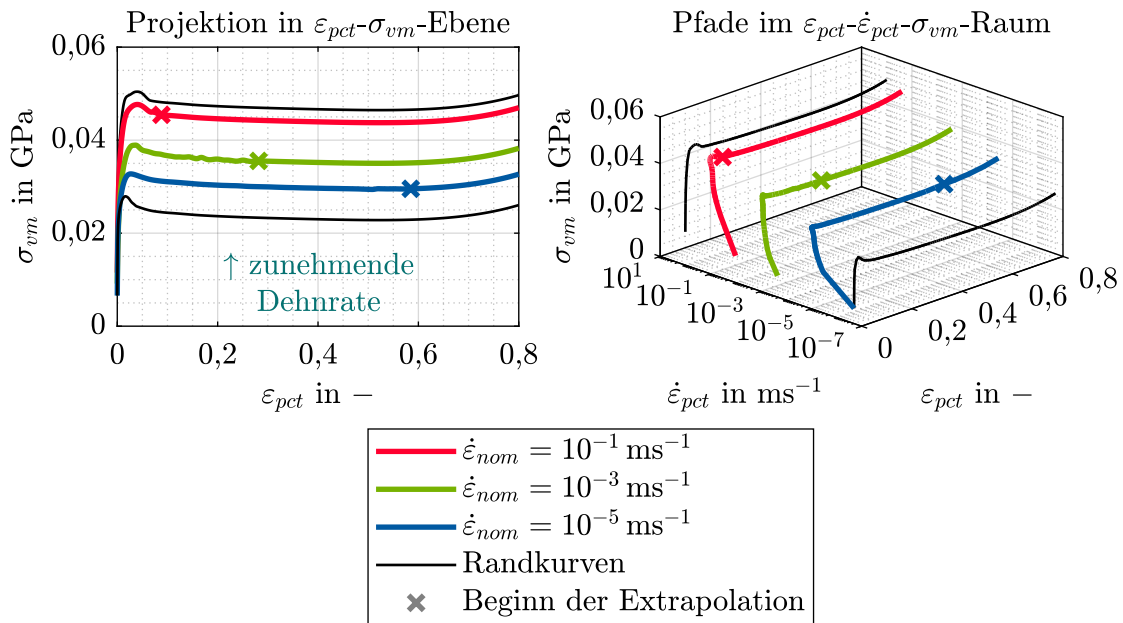 Projektion in εpct-σvm-Ebene
0,06
0,04
0,02
0
σvm in GPa
↑ zunehmende
Dehnrate
0 0,2 0,4 0,6 0,8
εpct in −
Pfade im εpct-ε̇pct-σvm-Raum
0,06
0,04
0,02
0
σvm in GPa
10¹ 10⁻¹ 10⁻³ 10⁻⁵ 10⁻⁷
0 0,2 0,4 0,6 0,8
ε̇pct in ms⁻¹
εpct in −
ε̇nom = 10⁻¹ ms⁻¹
ε̇nom = 10⁻³ ms⁻¹
ε̇nom = 10⁻⁵ ms⁻¹
Randkurven
Beginn der Extrapolation